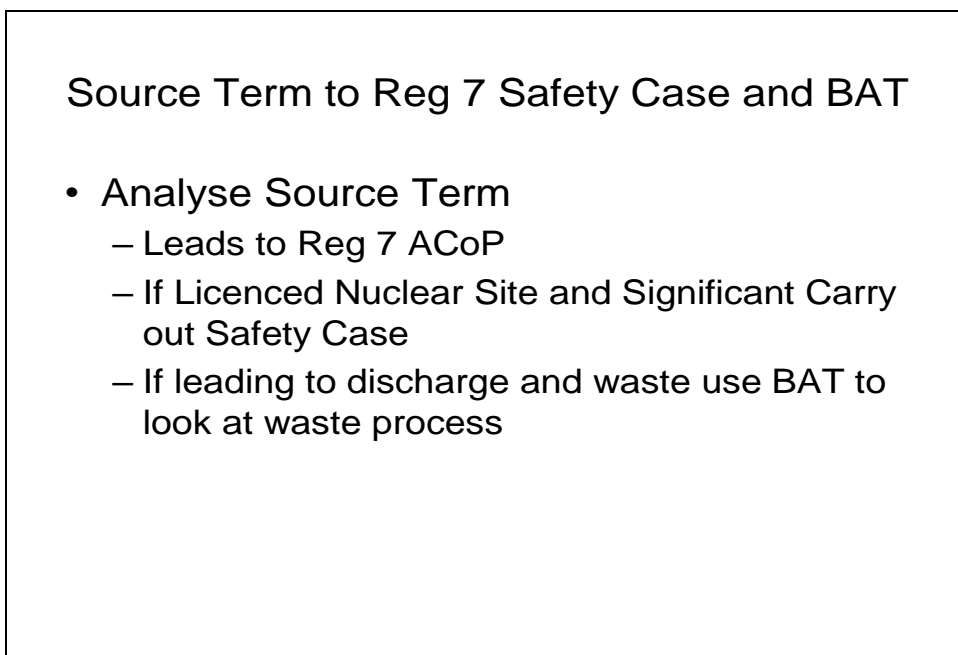 Source Term to Reg 7 Safety Case and BAT
• Analyse Source Term
– Leads to Reg 7 ACoP
– If Licenced Nuclear Site and Significant Carry
out Safety Case
– If leading to discharge and waste use BAT to
look at waste process